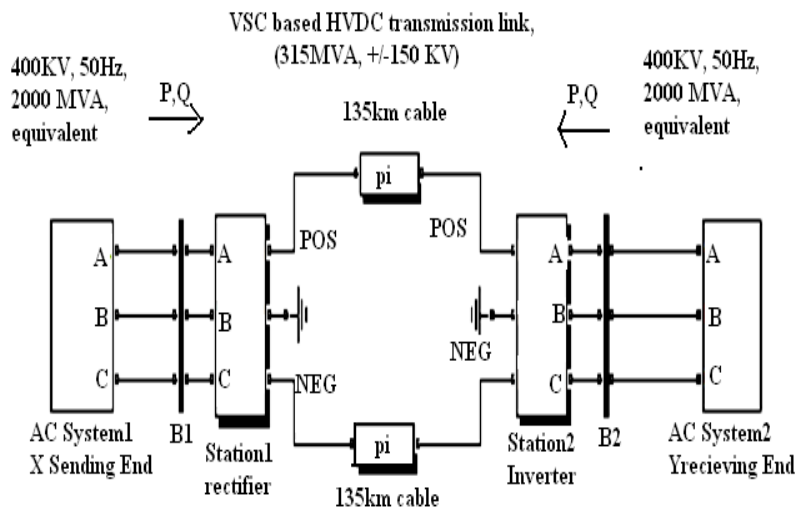 VSC based HVDC transmission link,
(315MVA, +/-150 KV)
400KV, 50Hz,
2000 MVA,
equivalent
P,Q
135km cable
P,Q
400KV, 50Hz,
2000 MVA,
equivalent
pi
POS
POS
A
A
A
A
B
B
B
B
NEG
C
C
NEG
C
C
AC System1
X Sending End
B1
Station1
rectifier
pi
135km cable
Station2
Inverter
B2
AC System2
Yrecieving End